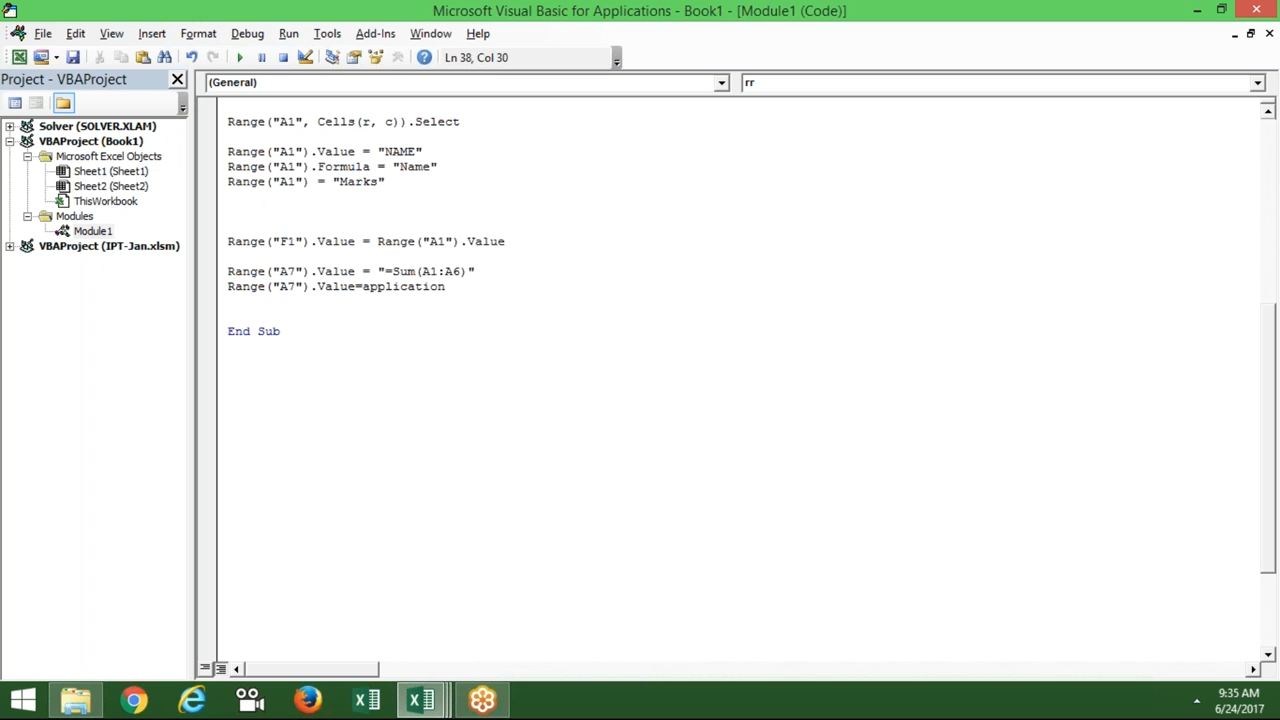 Microsoft Visual Basic for Applications - Book1 - [Module1 (Code)]
File Edit View Insert Format Debug Run Tools Add-Ins Window Help
Ln 38, Col 30
Project - VBAProject
(General)
rr
Solver (SOLVER.XLAM)
VBAProject (Book1)
Microsoft Excel Objects
Sheet1 (Sheet1)
Sheet2 (Sheet2)
ThisWorkbook
Modules
Module1
VBAProject (IPT-Jan.xlsm)
Range("A1", Cells(r, c)).Select
Range("A1").Value = "NAME"
Range("A1").Formula = "Name"
Range("A1") = "Marks"
Range("F1").Value = Range("A1").Value
Range("A7").Value = "=Sum(A1:A6)"
Range("A7").Value=application
End Sub
9:35 AM
6/24/2017